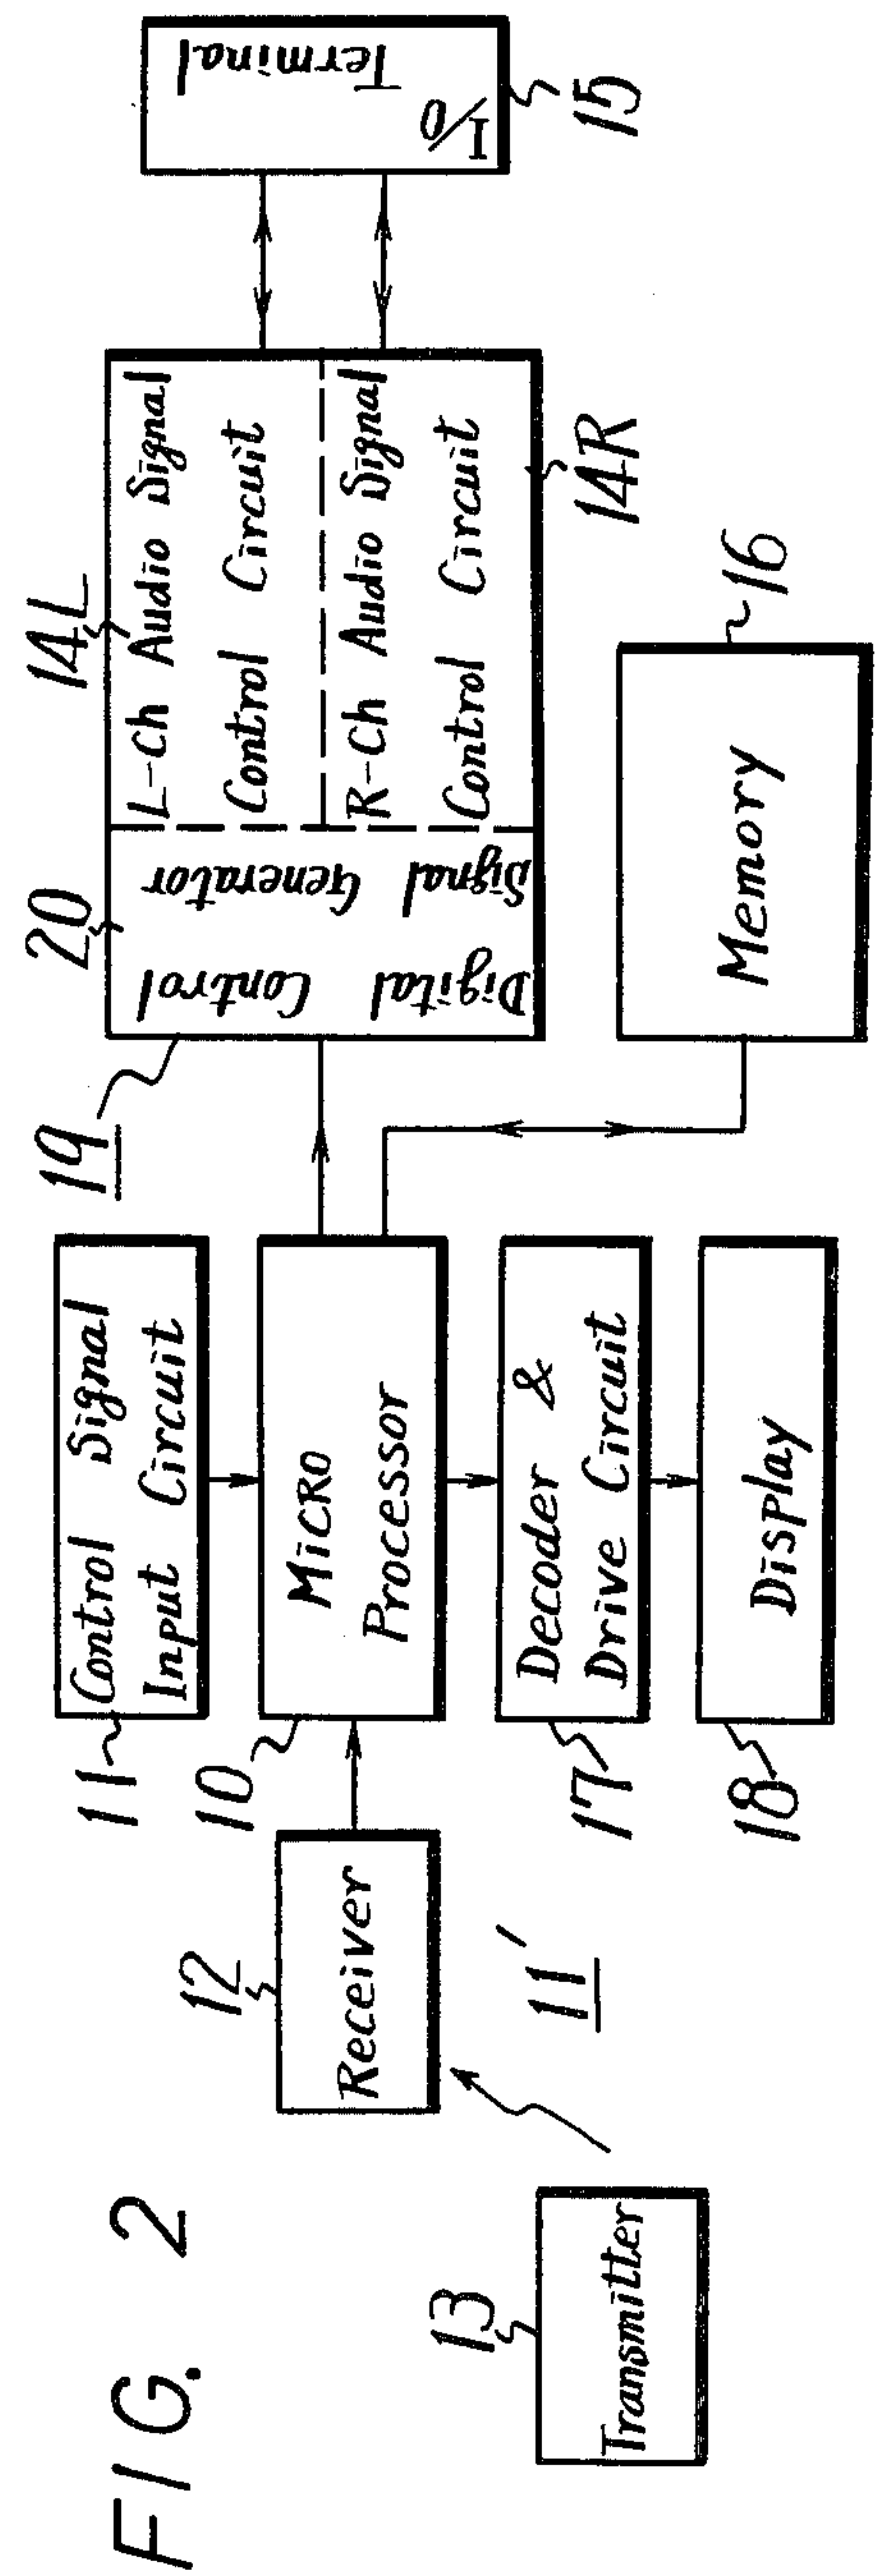 FIG. 2
11
Control Signal
Input Circuit
19
20
14L
Digital Control
Signal Generator
L-Ch Audio Signal
Control Circuit
R-Ch Audio Signal
Control Circuit
14R
I/O
Terminal
15
12
Receiver
10
Micro
Processor
11'
13
Transmitter
17
Decoder &
Drive Circuit
16
Memory
18
Display